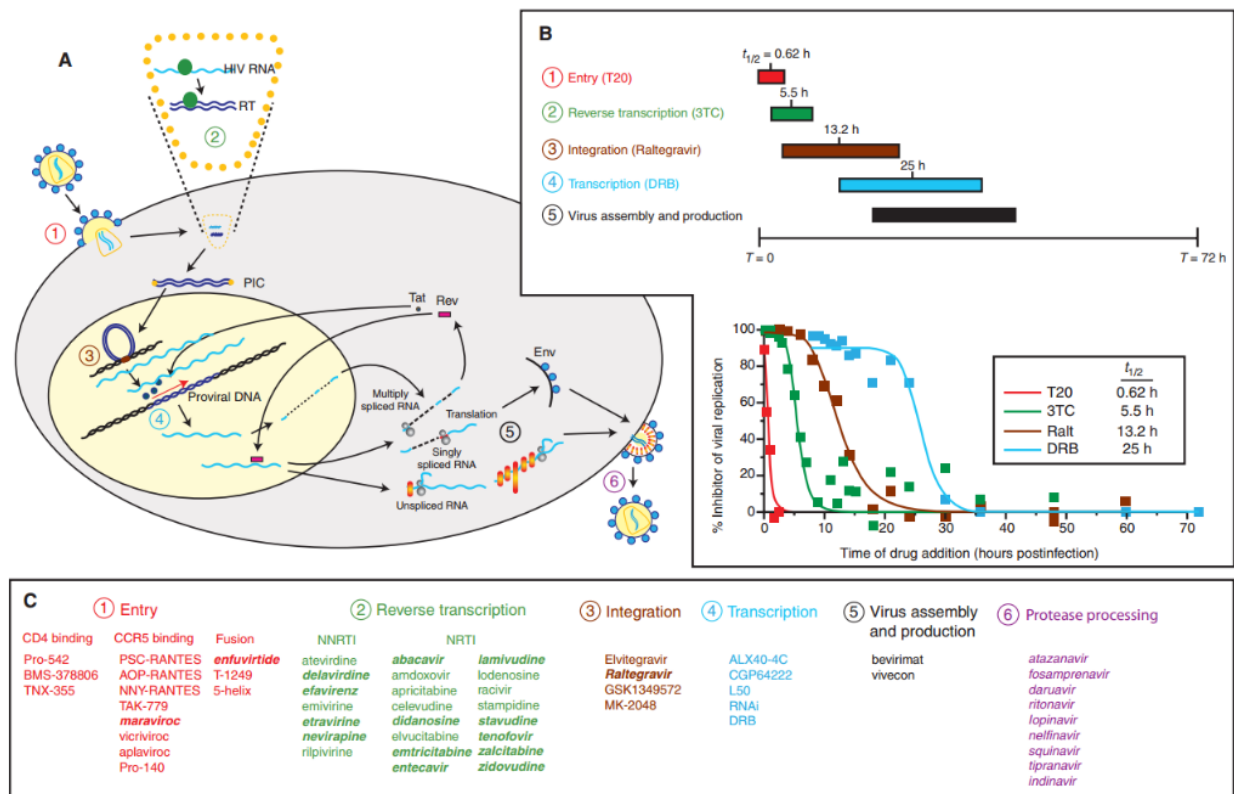 A
HIV RNA
RT
2
1
PIC
Tat
Rev
3
Env
Proviral DNA
4
Multiply
spliced RNA
Translation
5
Singly
spliced RNA
Unspliced RNA
6
B
t1/2 = 0.62 h
1 Entry (T20)
5.5 h
2 Reverse transcription (3TC)
13.2 h
3 Integration (Raltegravir)
25 h
4 Transcription (DRB)
5 Virus assembly and production
T = 0
T = 72 h
% Inhibitor of viral replication
100
80
60
40
20
0
0 10 20 30 40 50 60 70
Time of drug addition (hours postinfection)
t1/2
T20 0.62 h
3TC 5.5 h
Ralt 13.2 h
DRB 25 h
C
1 Entry
CD4 binding
Pro-542
BMS-378806
TNX-355
CCR5 binding
PSC-RANTES
AOP-RANTES
NNY-RANTES
TAK-779
maraviroc
vicriviroc
aplaviroc
Pro-140
Fusion
enfuvirtide
T-1249
5-helix
2 Reverse transcription
NNRTI
atevirdine
delavirdine
efavirenz
emivirine
etravirine
nevirapine
rilpivirine
NRTI
abacavir
amdoxovir
apricitabine
celevudine
didanosine
elvucitabine
emtricitabine
entecavir
lamivudine
lodenosine
racivir
stampidine
stavudine
tenofovir
zalcitabine
zidovudine
3 Integration
Elvitegravir
Raltegravir
GSK1349572
MK-2048
4 Transcription
ALX40-4C
CGP64222
L50
RNAi
DRB
5 Virus assembly
and production
bevirimat
vivecon
6 Protease processing
atazanavir
fosamprenavir
daruavir
ritonavir
lopinavir
nelfinavir
squinavir
tipranavir
indinavir